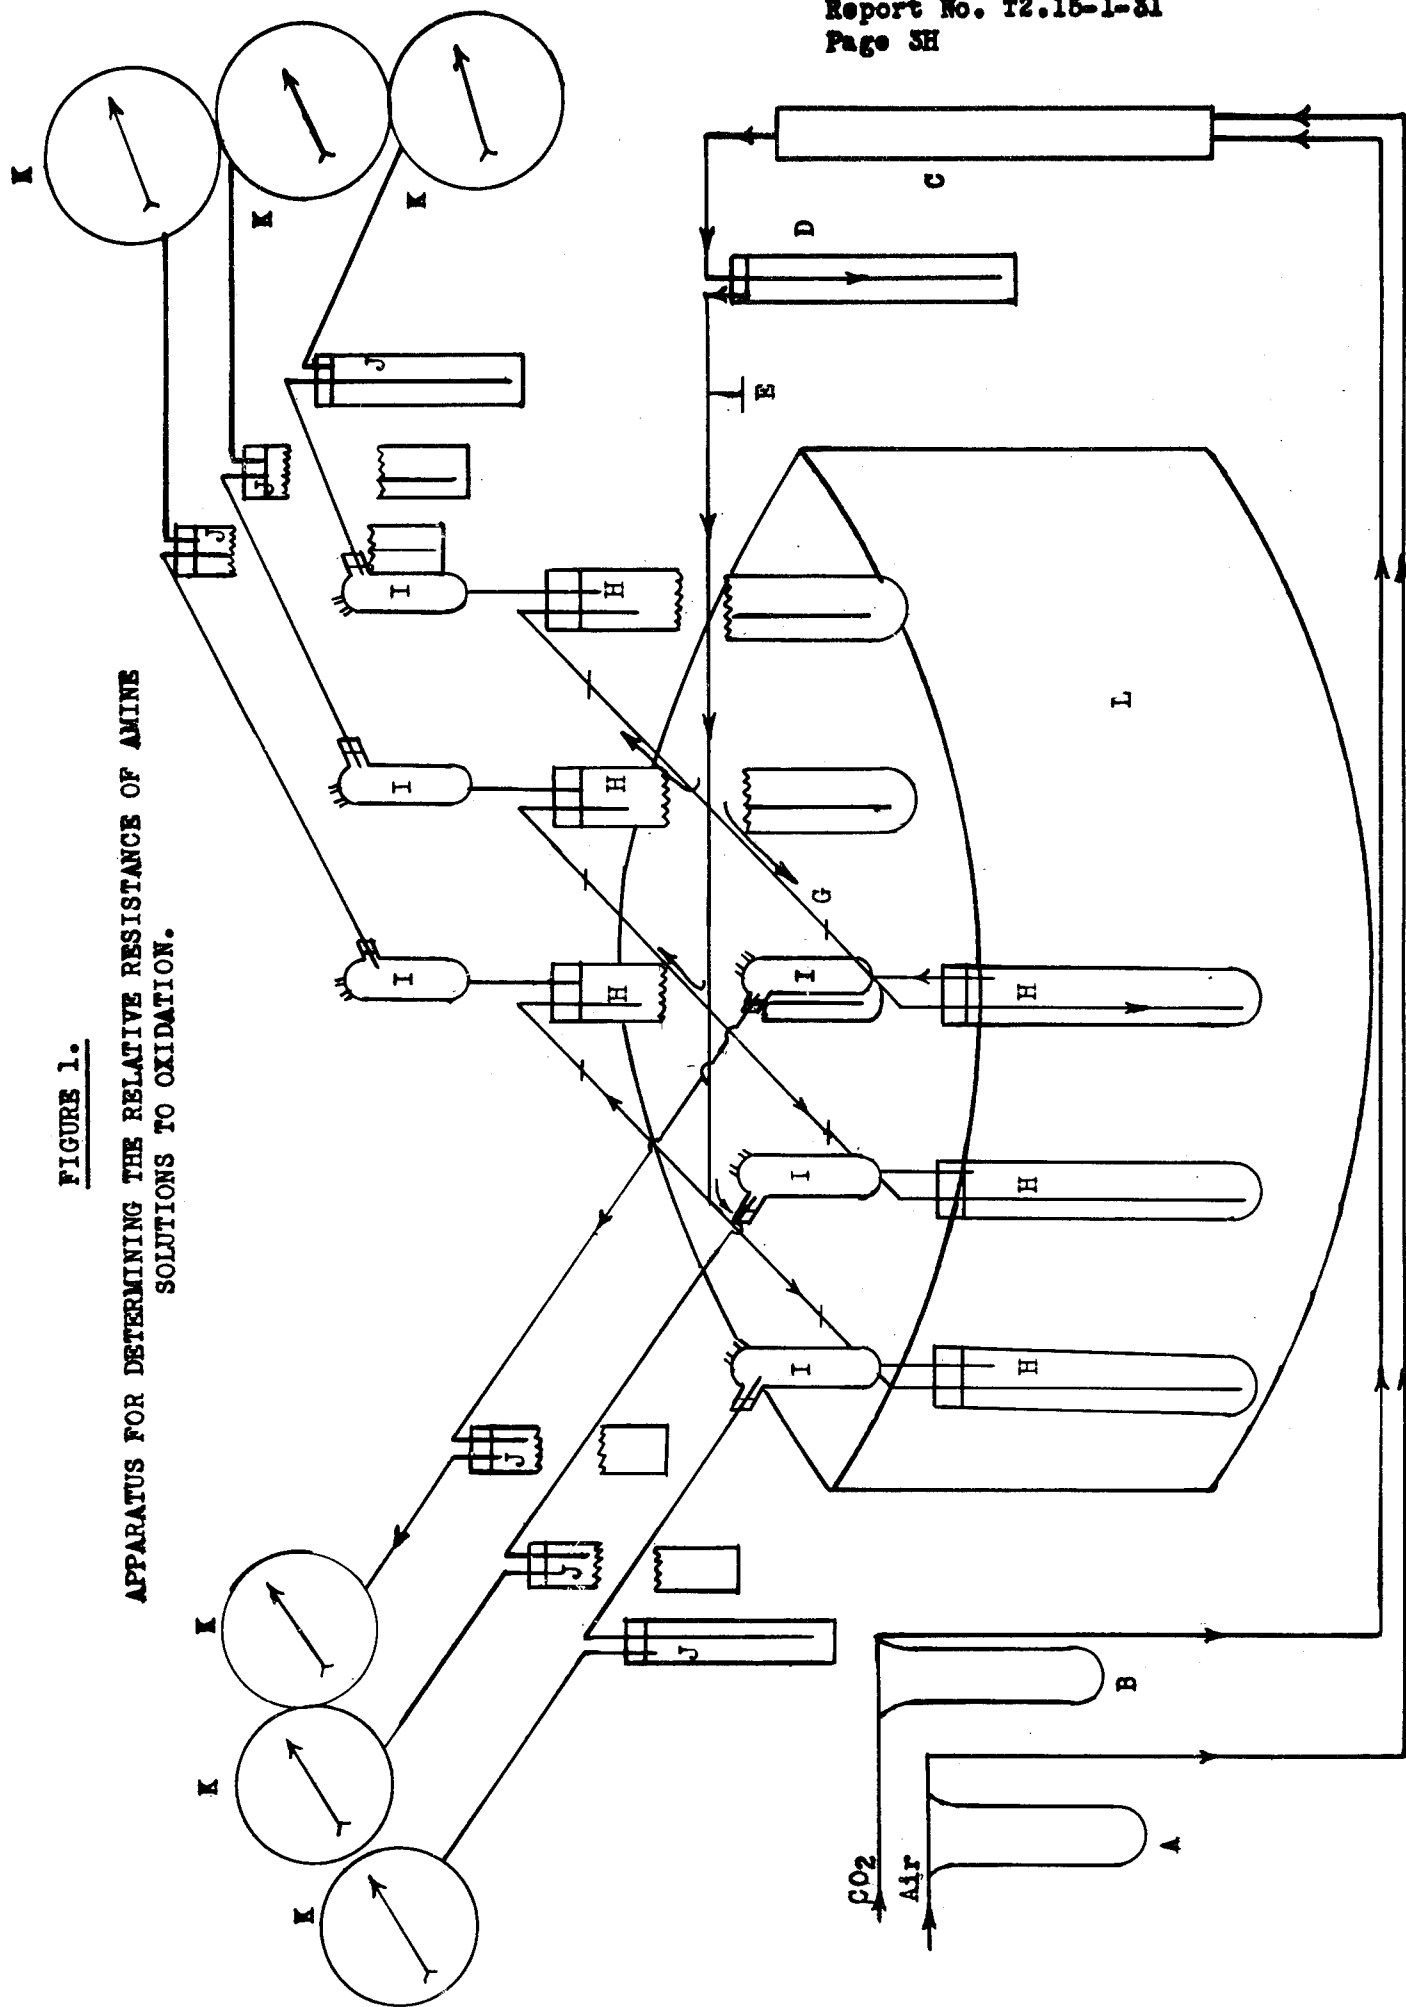 Report No. T2.15-1-31
Page 3H
FIGURE 1.
APPARATUS FOR DETERMINING THE RELATIVE RESISTANCE OF AMINE
SOLUTIONS TO OXIDATION.
K
K
K
K
K
K
J
J
J
J
J
J
I
I
I
I
I
I
H
H
H
H
H
H
G
E
D
C
L
CO2
Air
B
A